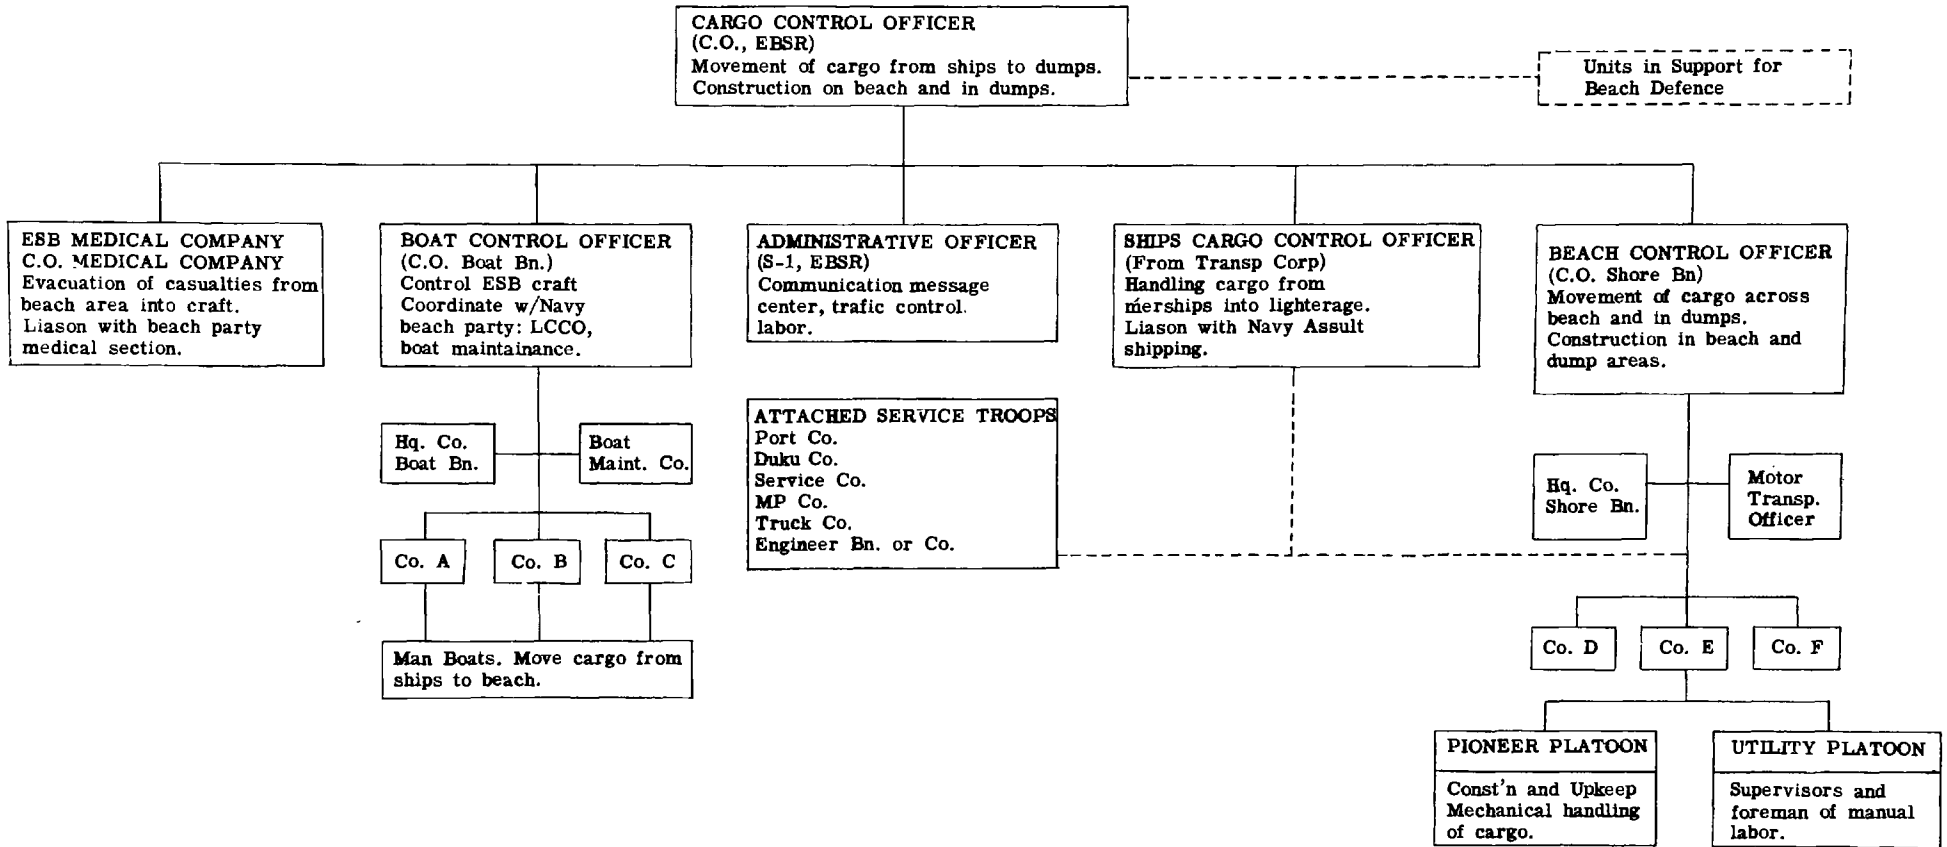 CARGO CONTROL OFFICER
(C.O., EBSR)
Movement of cargo from ships to dumps.
Construction on beach and in dumps.
Units in Support for
Beach Defence
ESB MEDICAL COMPANY
C.O. MEDICAL COMPANY
Evacuation of casualties from
beach area into craft.
Liason with beach party
medical section.
BOAT CONTROL OFFICER
(C.O. Boat Bn.)
Control ESB craft
Coordinate w/Navy
beach party: LCCO,
boat maintainance.
ADMINISTRATIVE OFFICER
(S-1, EBSR)
Communication message
center, trafic control.
labor.
SHIPS CARGO CONTROL OFFICER
(From Transp Corp)
Handling cargo from
merships into lighterage.
Liason with Navy Assult
shipping.
BEACH CONTROL OFFICER
(C.O. Shore Bn)
Movement of cargo across
beach and in dumps.
Construction in beach and
dump areas.
Hq. Co.
Boat Bn.
Boat
Maint. Co.
ATTACHED SERVICE TROOPS
Port Co.
Duku Co.
Service Co.
MP Co.
Truck Co.
Engineer Bn. or Co.
Hq. Co.
Shore Bn.
Motor
Transp.
Officer
Co. A
Co. B
Co. C
Man Boats. Move cargo from
ships to beach.
Co. D
Co. E
Co. F
PIONEER PLATOON
Const'n and Upkeep
Mechanical handling
of cargo.
UTILITY PLATOON
Supervisors and
foreman of manual
labor.